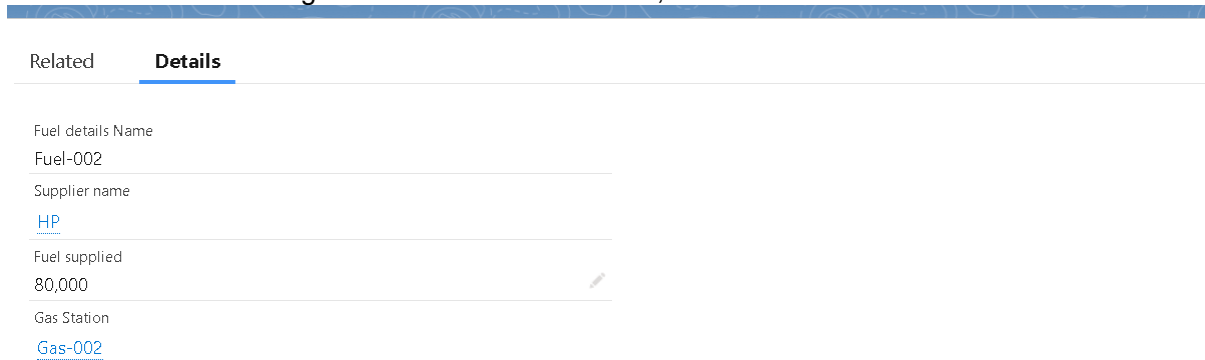 Related Details
Fuel details Name
Fuel-002
Supplier name
HP
Fuel supplied
80,000
Gas Station
Gas-002